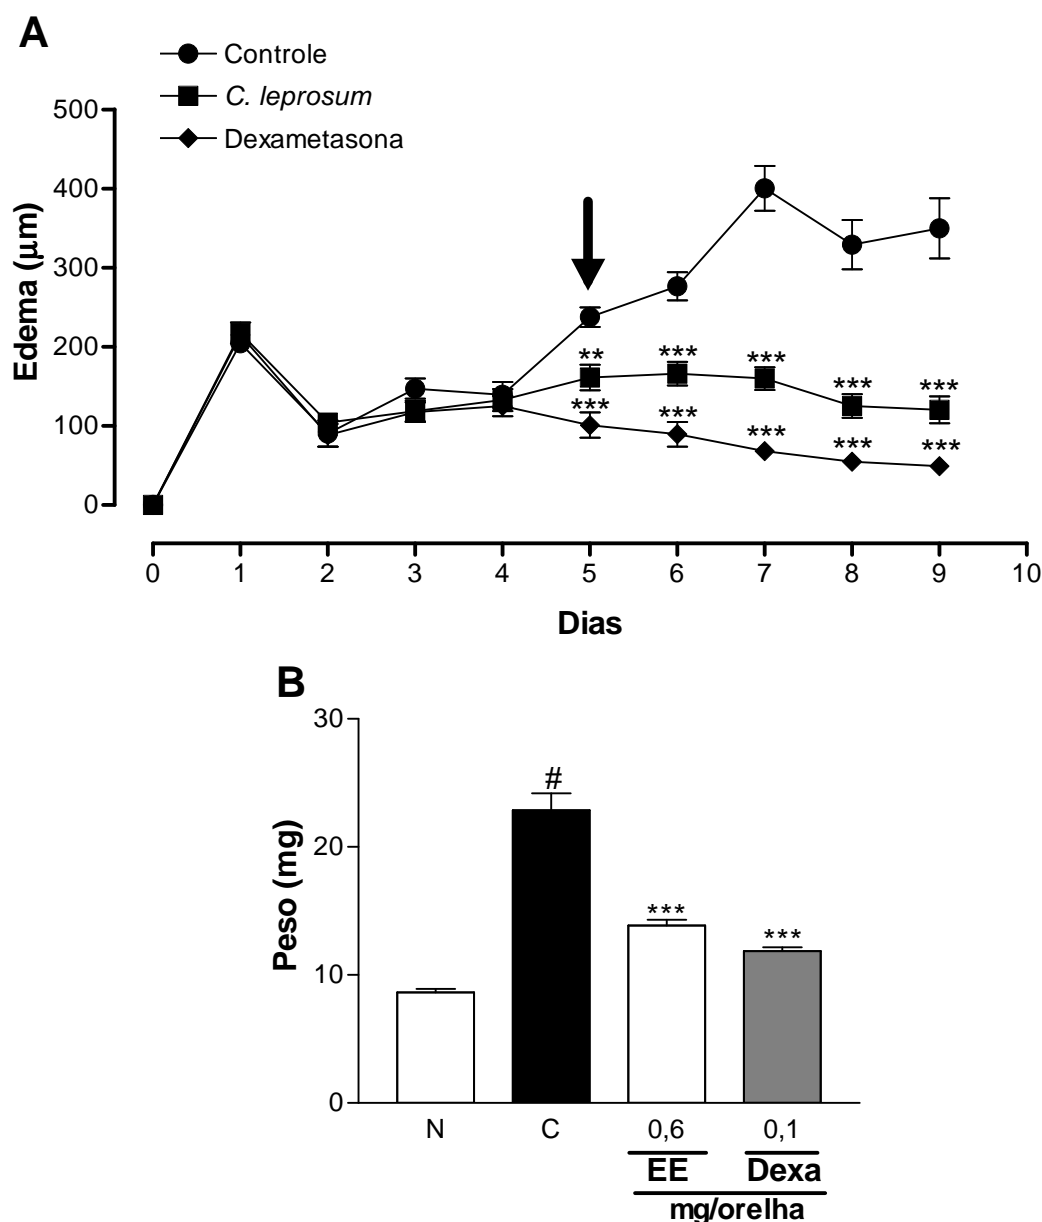 A
Controle
C. leprosum
Dexametasona
500
400
300
200
100
0
Edema (µm)
** *** *** *** ***
*** *** *** *** ***
0 1 2 3 4 5 6 7 8 9 10
Dias
B
30
20
10
0
Peso (mg)
#
***
***
N C 0,6 0,1
EE Dexa
mg/orelha